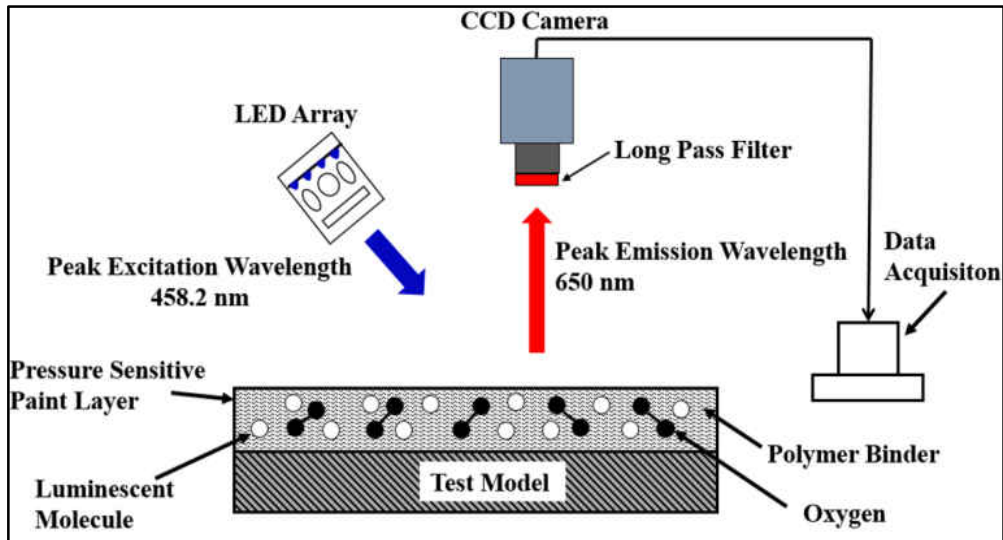 CCD Camera
LED Array
Long Pass Filter
Peak Excitation Wavelength
458.2 nm
Peak Emission Wavelength
650 nm
Data
Acquisiton
Pressure Sensitive
Paint Layer
Luminescent
Molecule
Test Model
Polymer Binder
Oxygen